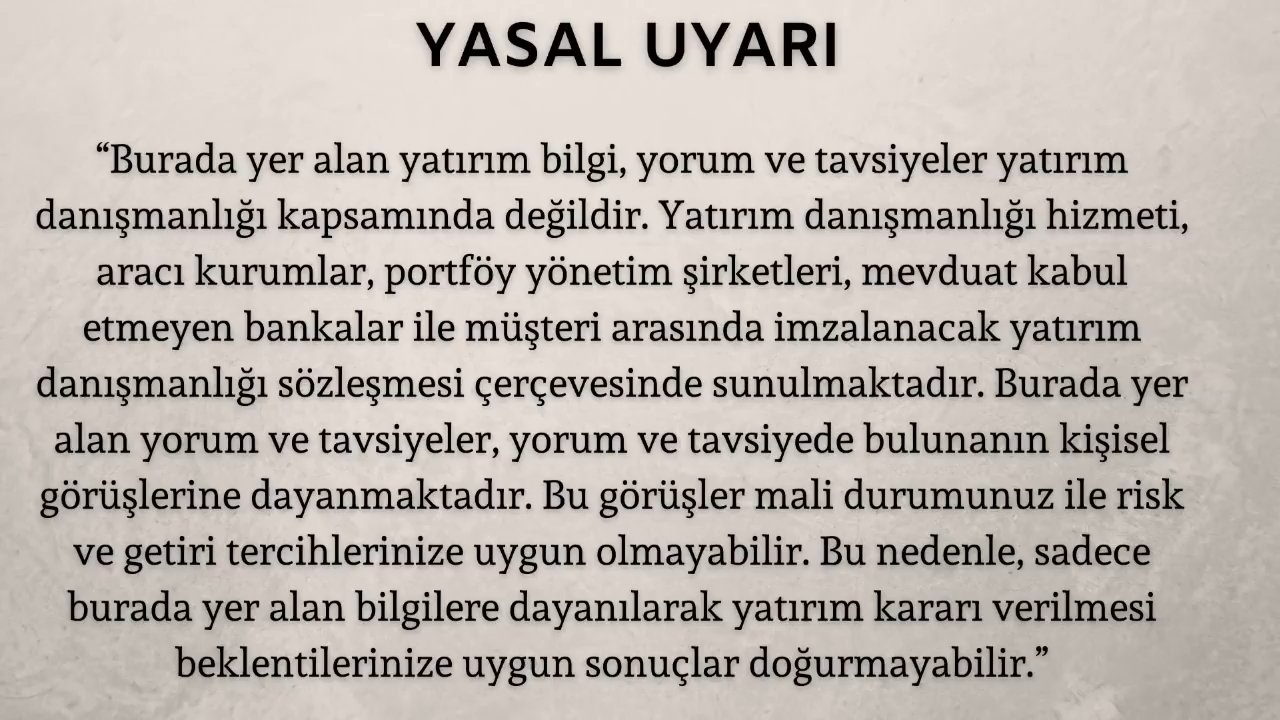 YASAL UYARI
“Burada yer alan yatırım bilgi, yorum ve tavsiyeler yatırım
danışmanlığı kapsamında değildir. Yatırım danışmanlığı hizmeti,
aracı kurumlar, portföy yönetim şirketleri, mevduat kabul
etmeyen bankalar ile müşteri arasında imzalanacak yatırım
danışmanlığı sözleşmesi çerçevesinde sunulmaktadır. Burada yer
alan yorum ve tavsiyeler, yorum ve tavsiyede bulunanın kişisel
görüşlerine dayanmaktadır. Bu görüşler mali durumunuz ile risk
ve getiri tercihlerinize uygun olmayabilir. Bu nedenle, sadece
burada yer alan bilgilere dayanılarak yatırım kararı verilmesi
beklentilerinize uygun sonuçlar doğurmayabilir.”